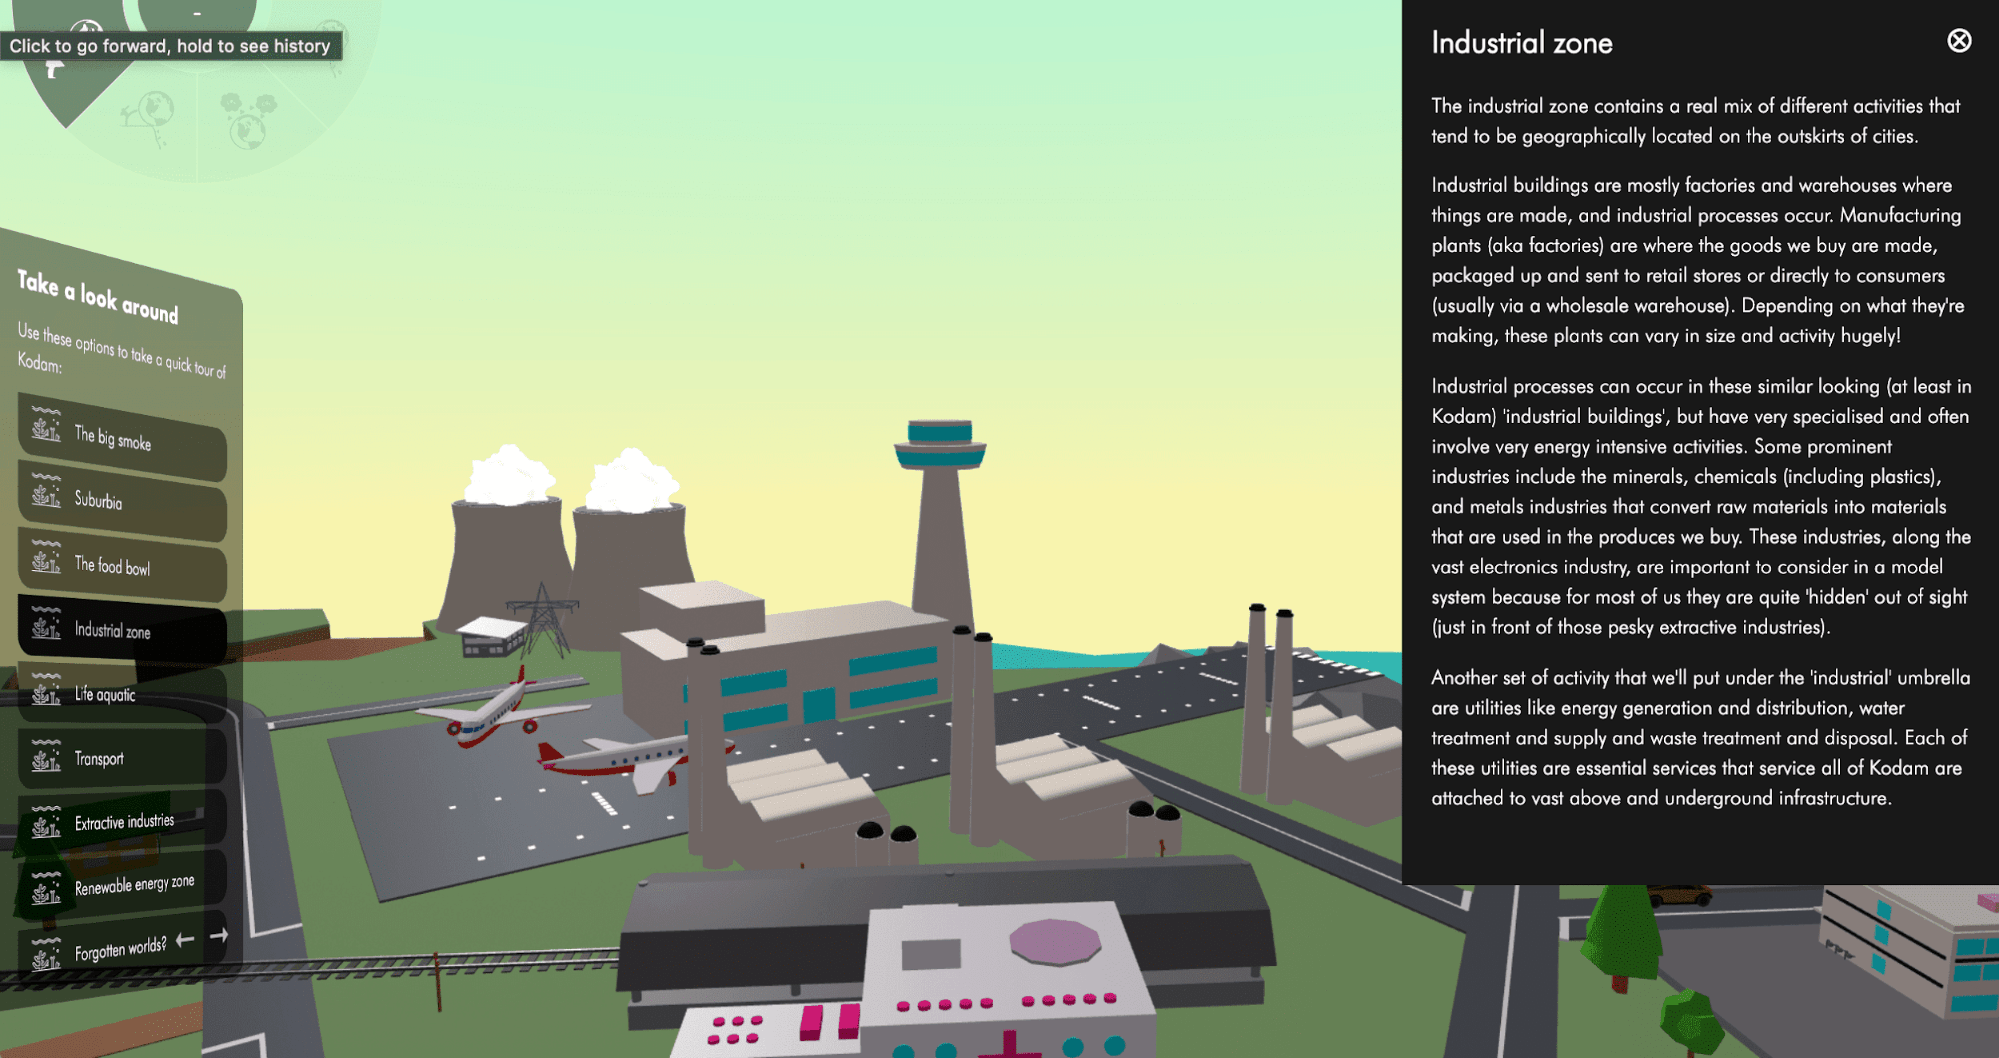 -
Click to go forward, hold to see history
Take a look around
Use these options to take a quick tour of
Kodam:
The big smoke
Suburbia
The food bowl
Industrial zone
Life aquatic
Transport
Extractive industries
Renewable energy zone
Forgotten worlds?
Industrial zone
The industrial zone contains a real mix of different activities that
tend to be geographically located on the outskirts of cities.
Industrial buildings are mostly factories and warehouses where
things are made, and industrial processes occur. Manufacturing
plants (aka factories) are where the goods we buy are made,
packaged up and sent to retail stores or directly to consumers
(usually via a wholesale warehouse). Depending on what they're
making, these plants can vary in size and activity hugely!
Industrial processes can occur in these similar looking (at least in
Kodam) 'industrial buildings', but have very specialised and often
involve very energy intensive activities. Some prominent
industries include the minerals, chemicals (including plastics),
and metals industries that convert raw materials into materials
that are used in the produces we buy. These industries, along the
vast electronics industry, are important to consider in a model
system because for most of us they are quite 'hidden' out of sight
(just in front of those pesky extractive industries).
Another set of activity that we'll put under the 'industrial' umbrella
are utilities like energy generation and distribution, water
treatment and supply and waste treatment and disposal. Each of
these utilities are essential services that service all of Kodam are
attached to vast above and underground infrastructure.